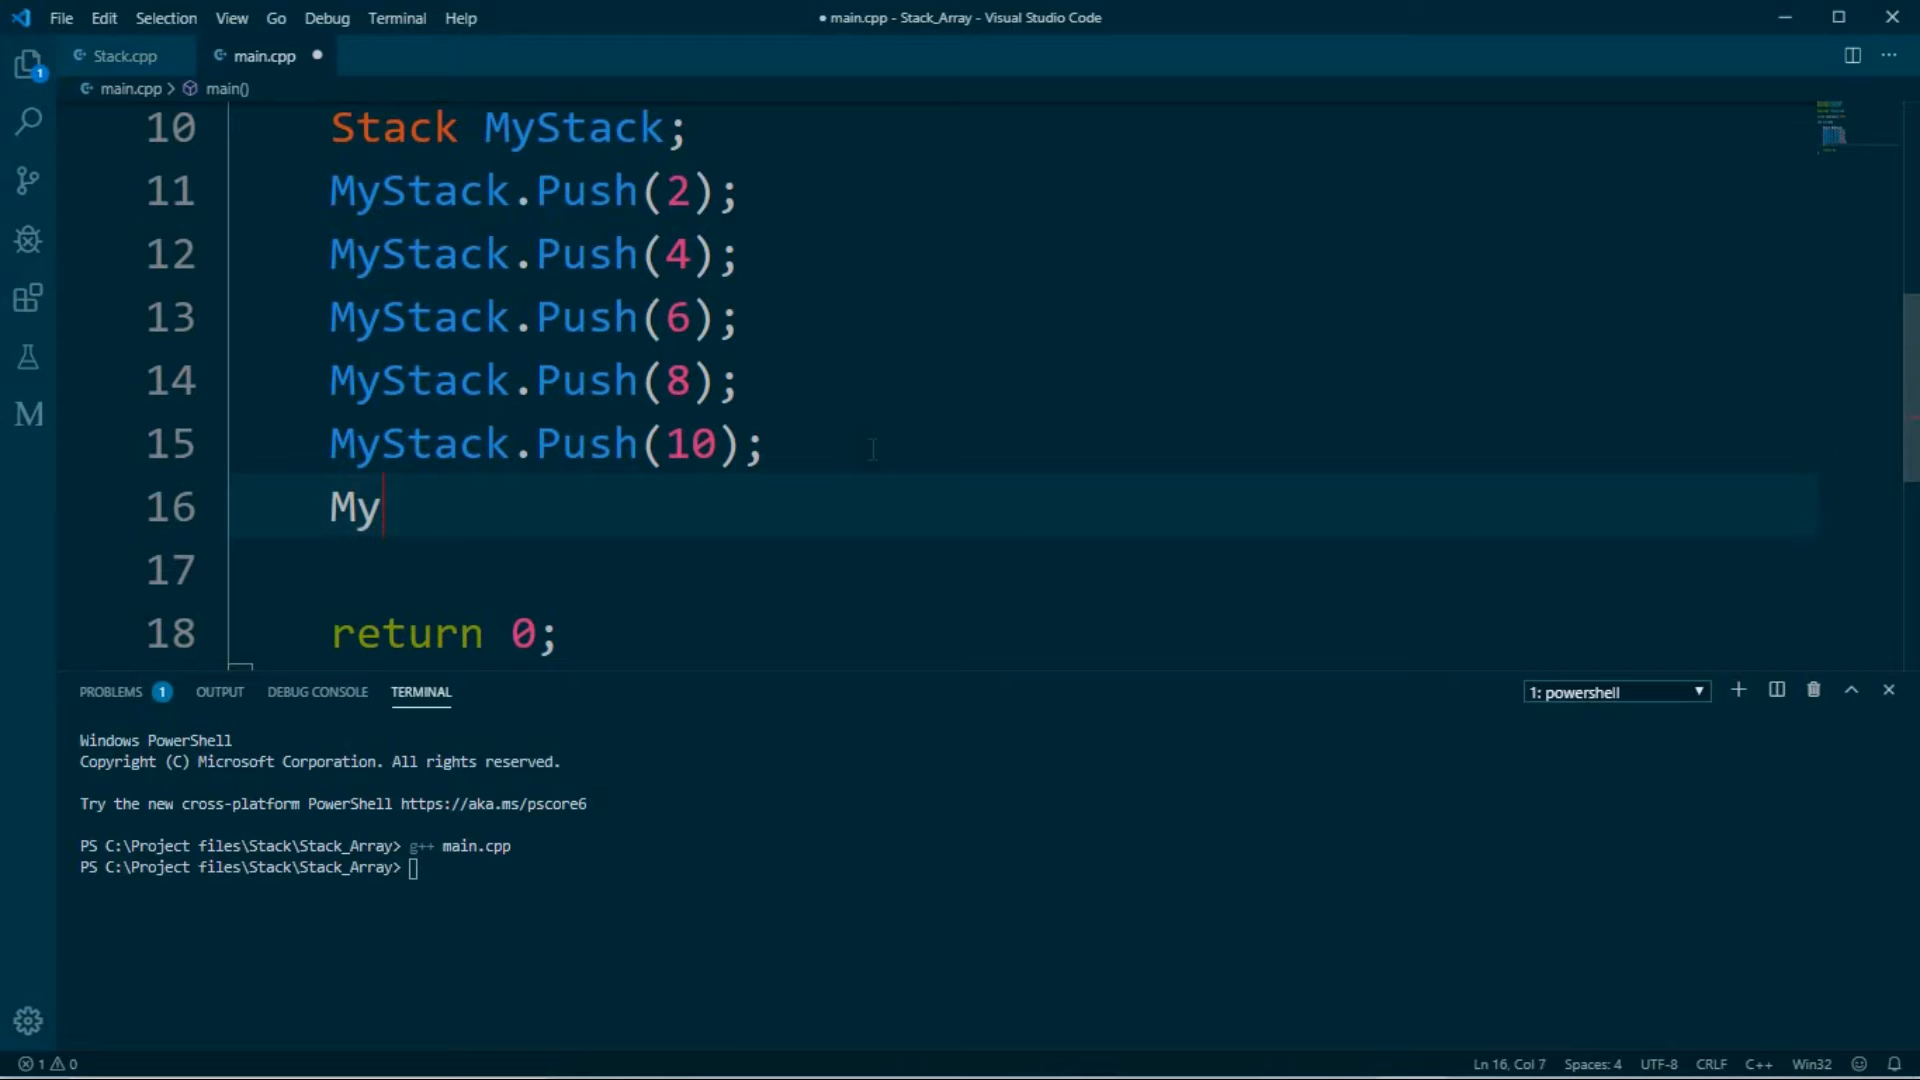 File Edit Selection View Go Debug Terminal Help
● main.cpp - Stack_Array - Visual Studio Code
Stack.cpp main.cpp
1
main.cpp > main()
10 Stack MyStack;
11 MyStack.Push(2);
12 MyStack.Push(4);
13 MyStack.Push(6);
14 MyStack.Push(8);
15 MyStack.Push(10);
16 My
17
18 return 0;
M
PROBLEMS 1 OUTPUT DEBUG CONSOLE TERMINAL
1: powershell
Windows PowerShell
Copyright (C) Microsoft Corporation. All rights reserved.
Try the new cross-platform PowerShell https://aka.ms/pscore6
PS C:\Project files\Stack\Stack_Array> g++ main.cpp
PS C:\Project files\Stack\Stack_Array>
1 0
Ln 16, Col 7 Spaces: 4 UTF-8 CRLF C++ Win32